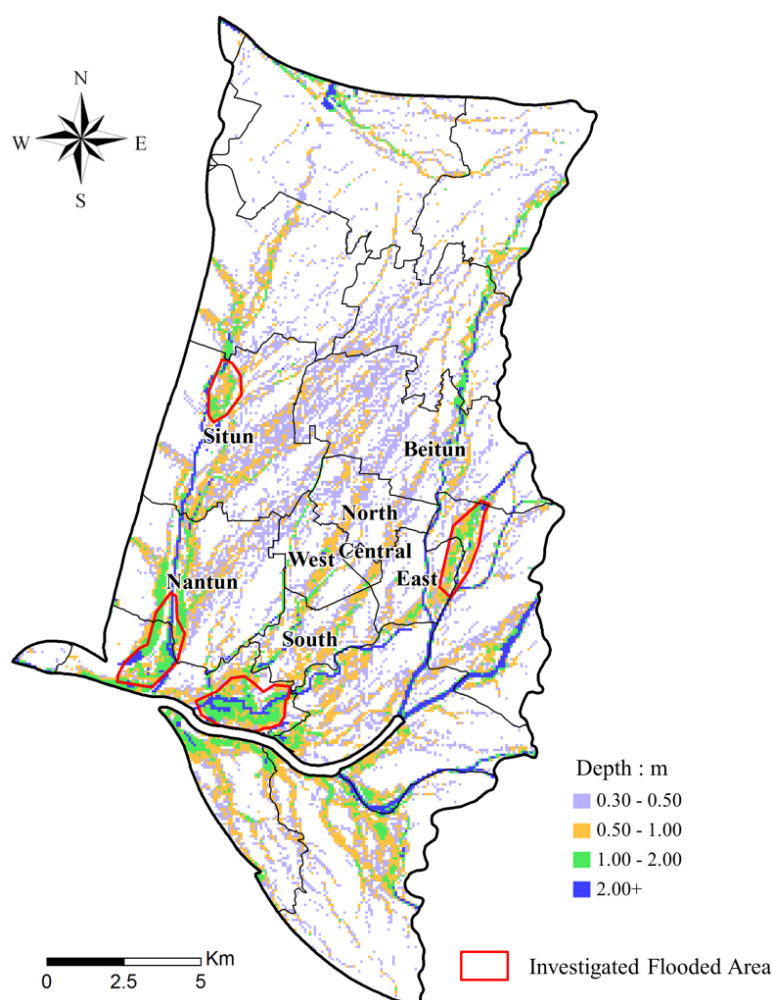 N
W E
S
Situn
Beitun
North
Central
West
East
Nantun
South
Depth : m
0.30 - 0.50
0.50 - 1.00
1.00 - 2.00
2.00+
Km
0 2.5 5
Investigated Flooded Area